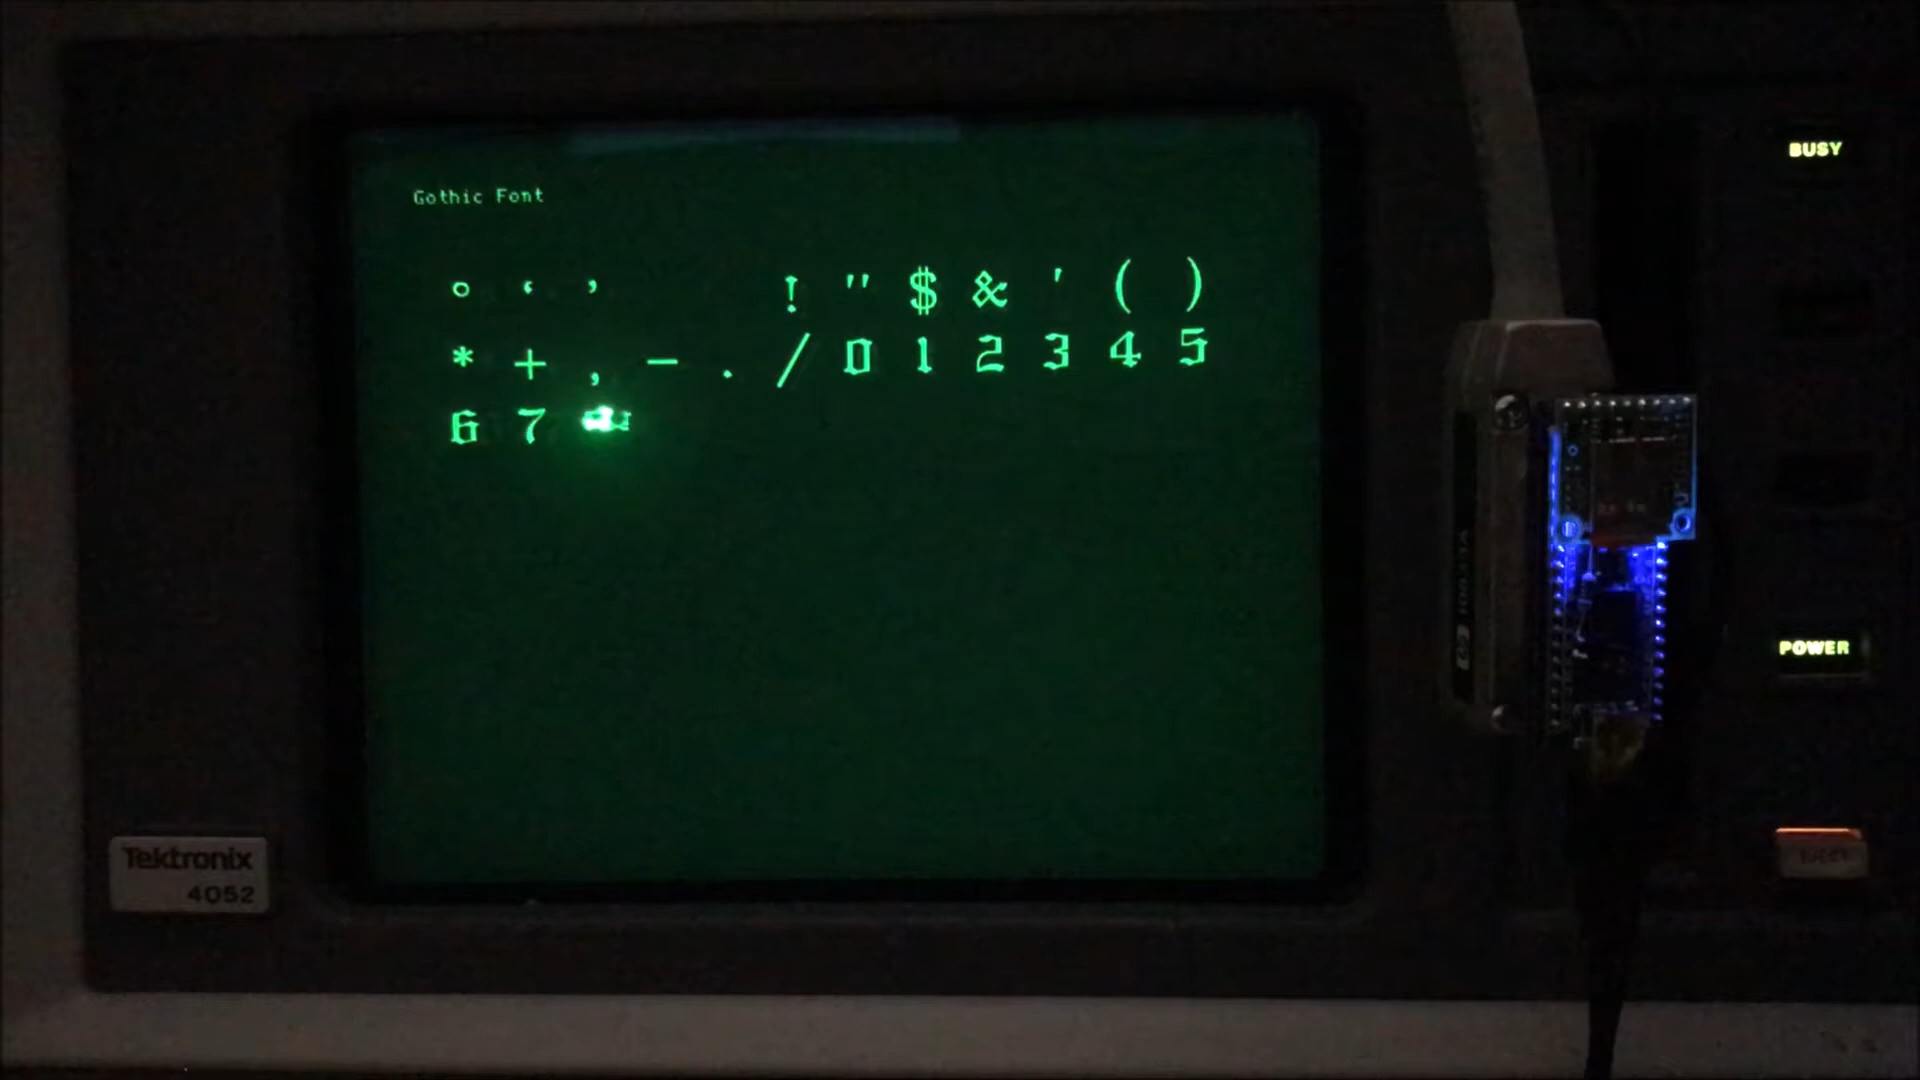 Gothic Font
° ‘ ’ ! " $ & ' ( )
* + , - . / 0 1 2 3 4 5
6 7
BUSY
POWER
Tektronix
4052